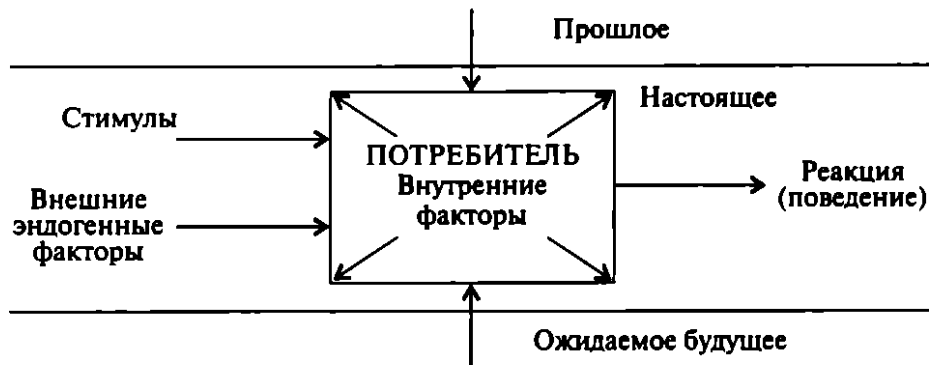 Прошлое
Настоящее
Стимулы
ПОТРЕБИТЕЛЬ
Внутренние
факторы
Реакция
(поведение)
Внешние
эндогенные
факторы
Ожидаемое будущее